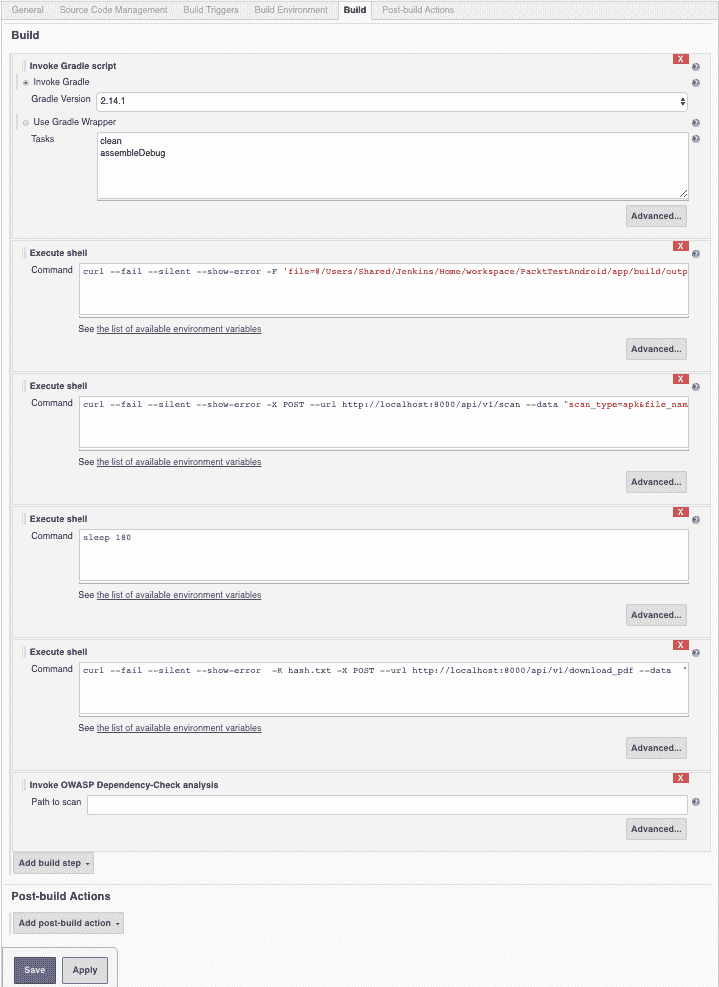 General Source Code Management Build Triggers Build Environment Build Post-build Actions
Build
Invoke Gradle script
X
Invoke Gradle
Gradle Version 2.14.1
Use Gradle Wrapper
Tasks clean
assembleDebug
Advanced...
Execute shell
X
Command curl --fail --silent --show-error -F 'file=@/Users/Shared/Jenkins/Home/workspace/PacktTestAndroid/app/build/outp
See the list of available environment variables
Advanced...
Execute shell
X
Command curl --fail --silent --show-error -X POST --url http://localhost:8000/api/v1/scan --data "scan_type=apk&file_nam
See the list of available environment variables
Advanced...
Execute shell
X
Command sleep 180
See the list of available environment variables
Advanced...
Execute shell
X
Command curl --fail --silent --show-error -K hash.txt -X POST --url http://localhost:8000/api/v1/download_pdf --data "
See the list of available environment variables
Advanced...
Invoke OWASP Dependency-Check analysis
X
Path to scan
Advanced...
Add build step
Post-build Actions
Add post-build action
Save Apply